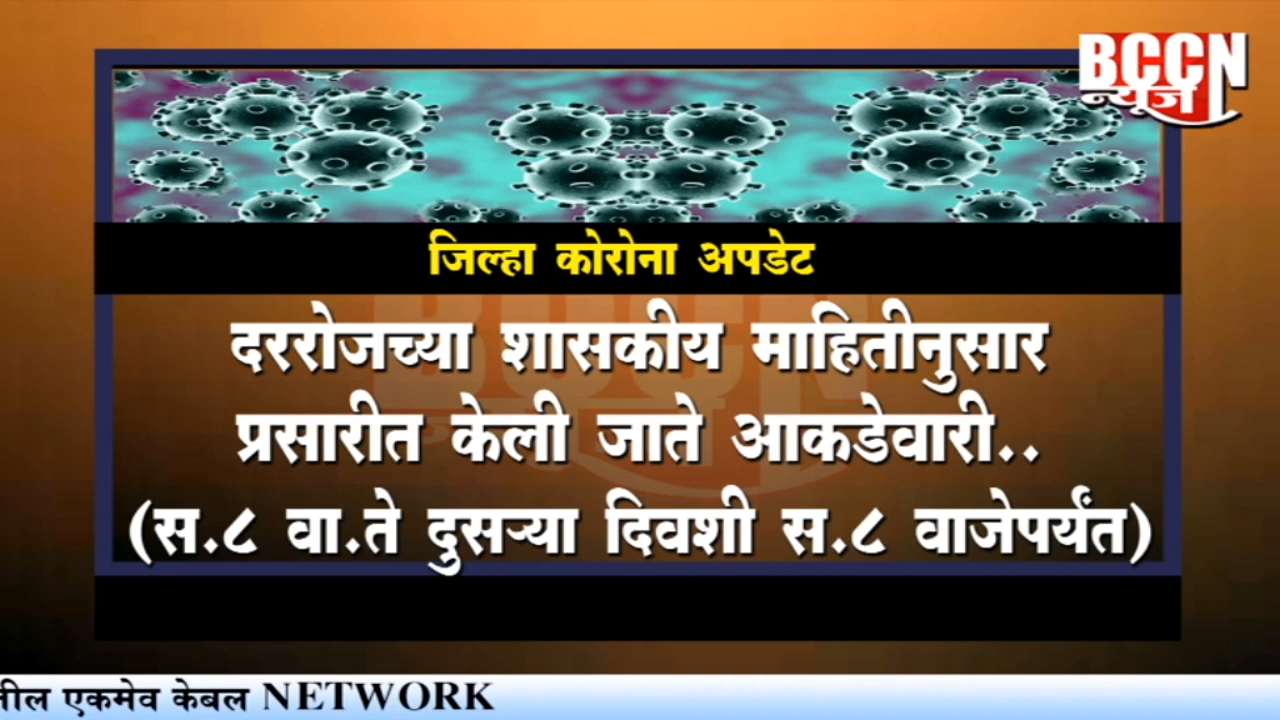 BCCN
न्यूज
जिल्हा कोरोना अपडेट
दररोजच्या शासकीय माहितीनुसार
प्रसारीत केली जाते आकडेवारी..
(स.८ वा.ते दुसऱ्या दिवशी स.८ वाजेपर्यंत)
एकमेव केबल NETWORK